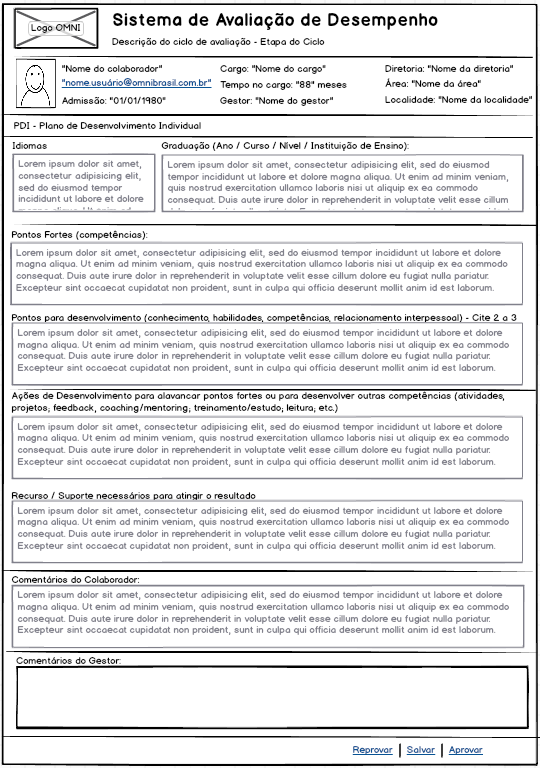 Logo OMNI
Sistema de Avaliação de Desempenho
Descrição do ciclo de avaliação - Etapa do Ciclo
"Nome do colaborador" Cargo: "Nome do cargo" Diretoria: "Nome da diretoria"
"nome.usuário@omnibrasil.com.br" Tempo no cargo: "88" meses Área: "Nome da área"
Admissão: "01/01/1980" Gestor: "Nome do gestor" Localidade: "Nome da localidade"
PDI - Plano de Desenvolvimento Individual
Idiomas
Lorem ipsum dolor sit amet,
consectetur adipisicing elit,
sed do eiusmod tempor
incididunt ut labore et dolore
Graduação (Ano / Curso / Nível / Instituição de Ensino):
Lorem ipsum dolor sit amet, consectetur adipisicing elit,
sed do eiusmod tempor incididunt ut labore et dolore magna aliqua. Ut enim ad minim veniam,
quis nostrud exercitation ullamco laboris nisi ut aliquip ex ea commodo
consequat. Duis aute irure dolor in reprehenderit in voluptate velit esse cillum
Pontos Fortes (competências):
Lorem ipsum dolor sit amet, consectetur adipisicing elit, sed do eiusmod tempor incididunt ut labore et dolore
magna aliqua. Ut enim ad minim veniam, quis nostrud exercitation ullamco laboris nisi ut aliquip ex ea commodo
consequat. Duis aute irure dolor in reprehenderit in voluptate velit esse cillum dolore eu fugiat nulla pariatur.
Excepteur sint occaecat cupidatat non proident, sunt in culpa qui officia deserunt mollit anim id est laborum.
Pontos para desenvolvimento (conhecimento, habilidades, competências, relacionamento interpessoal) - Cite 2 a 3
Lorem ipsum dolor sit amet, consectetur adipisicing elit, sed do eiusmod tempor incididunt ut labore et dolore
magna aliqua. Ut enim ad minim veniam, quis nostrud exercitation ullamco laboris nisi ut aliquip ex ea commodo
consequat. Duis aute irure dolor in reprehenderit in voluptate velit esse cillum dolore eu fugiat nulla pariatur.
Excepteur sint occaecat cupidatat non proident, sunt in culpa qui officia deserunt mollit anim id est laborum.
Ações de Desenvolvimento para alavancar pontos fortes ou para desenvolver outras competências (atividades,
projetos; feedback, coaching/mentoring; treinamento/estudo; leitura, etc.)
Lorem ipsum dolor sit amet, consectetur adipisicing elit, sed do eiusmod tempor incididunt ut labore et dolore
magna aliqua. Ut enim ad minim veniam, quis nostrud exercitation ullamco laboris nisi ut aliquip ex ea commodo
consequat. Duis aute irure dolor in reprehenderit in voluptate velit esse cillum dolore eu fugiat nulla pariatur.
Excepteur sint occaecat cupidatat non proident, sunt in culpa qui officia deserunt mollit anim id est laborum.
Recurso / Suporte necessários para atingir o resultado
Lorem ipsum dolor sit amet, consectetur adipisicing elit, sed do eiusmod tempor incididunt ut labore et dolore
magna aliqua. Ut enim ad minim veniam, quis nostrud exercitation ullamco laboris nisi ut aliquip ex ea commodo
consequat. Duis aute irure dolor in reprehenderit in voluptate velit esse cillum dolore eu fugiat nulla pariatur.
Excepteur sint occaecat cupidatat non proident, sunt in culpa qui officia deserunt mollit anim id est laborum.
Comentários do Colaborador:
Lorem ipsum dolor sit amet, consectetur adipisicing elit, sed do eiusmod tempor incididunt ut labore et dolore
magna aliqua. Ut enim ad minim veniam, quis nostrud exercitation ullamco laboris nisi ut aliquip ex ea commodo
consequat. Duis aute irure dolor in reprehenderit in voluptate velit esse cillum dolore eu fugiat nulla pariatur.
Excepteur sint occaecat cupidatat non proident, sunt in culpa qui officia deserunt mollit anim id est laborum.
Comentários do Gestor:
Reprovar | Salvar | Aprovar